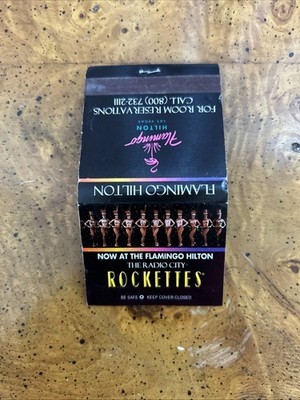 FOR ROOM RESERVATIONS
CALL (800) 732-2111
Flamingo
HILTON
LAS VEGAS
FLAMINGO HILTON
NOW AT THE FLAMINGO HILTON
THE RADIO CITY
ROCKETTES
BE SAFE KEEP COVER CLOSED